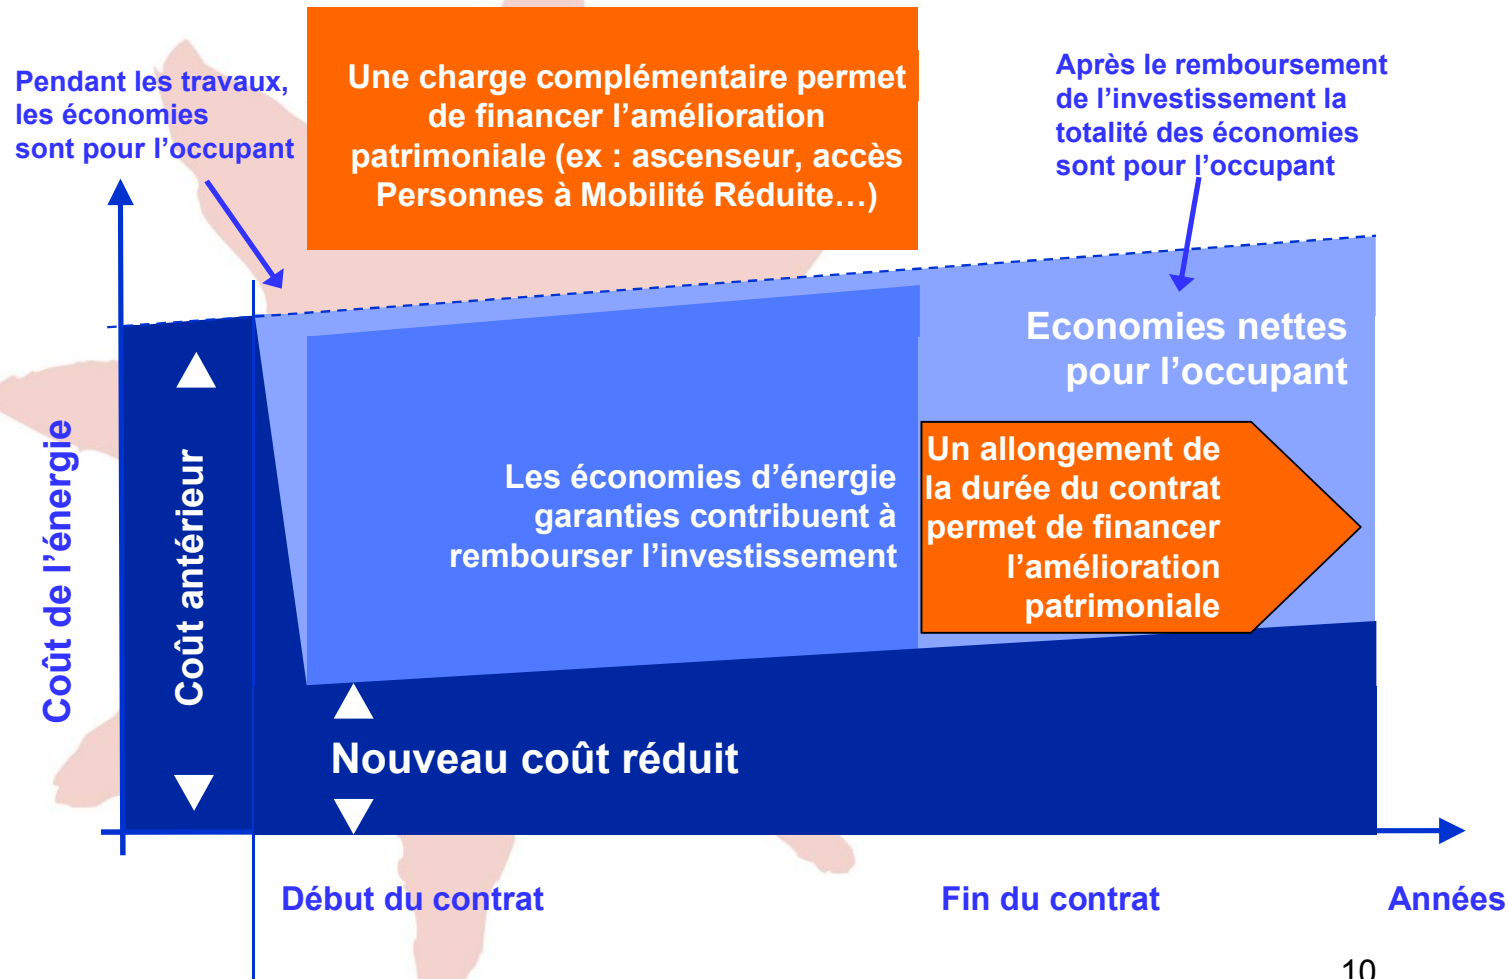 Pendant les travaux,
les économies
sont pour l’occupant
Une charge complémentaire permet
de financer l’amélioration
patrimoniale (ex : ascenseur, accès
Personnes à Mobilité Réduite…)
Après le remboursement
de l’investissement la
totalité des économies
sont pour l’occupant
Coût de l’énergie
Coût antérieur
Economies nettes
pour l’occupant
Les économies d’énergie
garanties contribuent à
rembourser l’investissement
Un allongement de
la durée du contrat
permet de financer
l’amélioration
patrimoniale
Nouveau coût réduit
Début du contrat
Fin du contrat
Années
10